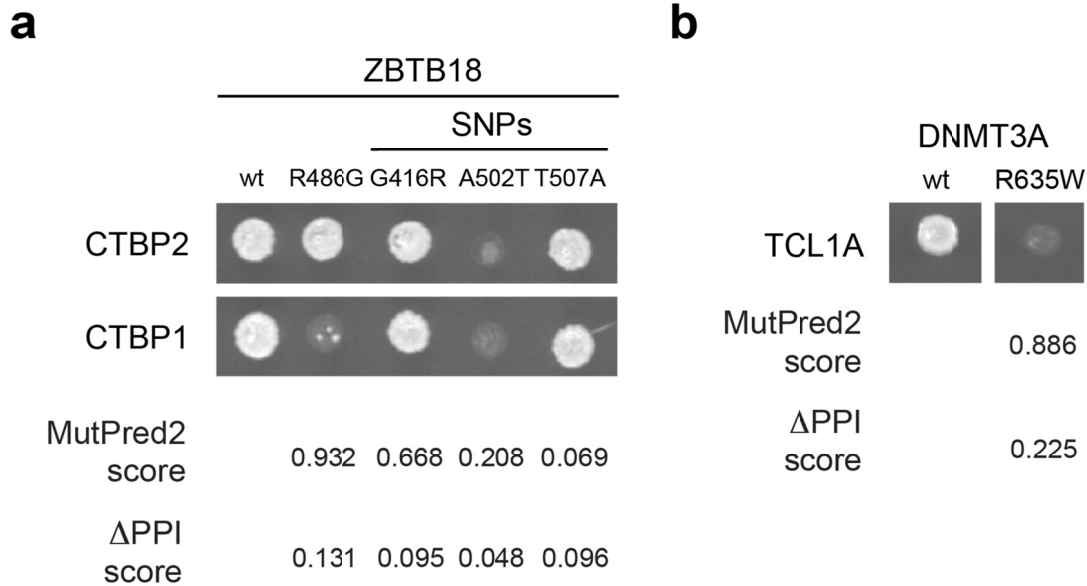 a
ZBTB18
SNPs
wt R486G G416R A502T T507A
CTBP2
CTBP1
MutPred2
score
0.932 0.668 0.208 0.069
ΔPPI
score
0.131 0.095 0.048 0.096
b
DNMT3A
wt R635W
TCL1A
MutPred2
score
0.886
ΔPPI
score
0.225